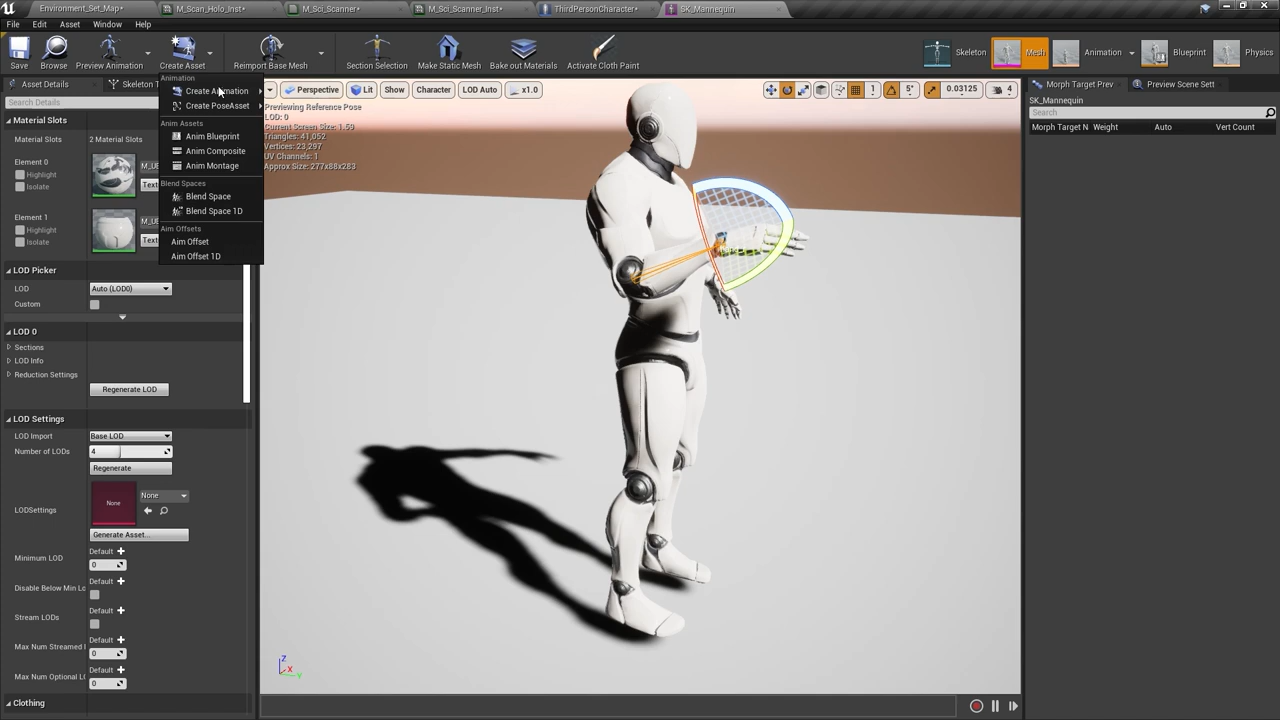 Environment_Set_Map*
M_Scan_Holo_Inst*
M_Sci_Scanner*
M_Sci_Scanner_Inst*
ThirdPersonCharacter*
SK_Mannequin
File
Edit
Asset
Window
Help
Save
Browse
Preview Animation
Create Asset
Reimport Base Mesh
Section Selection
Make Static Mesh
Bake out Materials
Activate Cloth Paint
Skeleton
Mesh
Animation
Blueprint
Physics
Asset Details
Skeleton T
Search Details
Material Slots
Material Slots
2 Material Slots
Element 0
Highlight
Isolate
M_UE
Text
Element 1
Highlight
Isolate
M_UE
Text
LOD Picker
LOD
Auto (LOD0)
Custom
LOD 0
Sections
LOD Info
Reduction Settings
Regenerate LOD
LOD Settings
LOD Import
Base LOD
Number of LODs
4
Regenerate
LODSettings
None
None
Generate Asset...
Minimum LOD
Default
0
Disable Below Min Lo
Default
Stream LODs
Default
Max Num Streamed
Default
0
Max Num Optional LO
Default
0
Clothing
Animation
Create Animation
Create PoseAsset
Anim Assets
Anim Blueprint
Anim Composite
Anim Montage
Blend Spaces
Blend Space
Blend Space 1D
Aim Offsets
Aim Offset
Aim Offset 1D
Perspective
Lit
Show
Character
LOD Auto
x1.0
10
10°
0.03125
4
Previewing Reference Pose
LOD: 0
Current Screen Size: 1.59
Triangles: 41,052
Vertices: 23,297
UV Channels: 1
Approx Size: 277x88x283
Z
X
Y
Morph Target Prev
Preview Scene Sett
SK_Mannequin
Search
Morph Target N
Weight
Auto
Vert Count